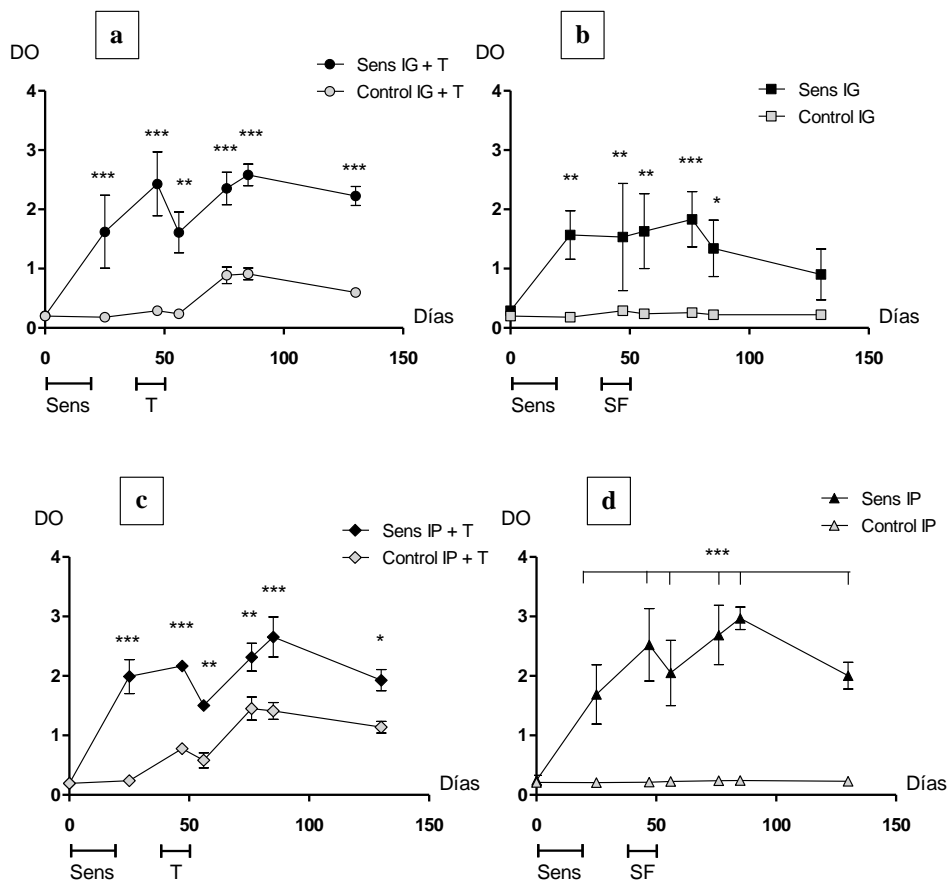 a
DO
Sens IG + T
Control IG + T
4
3
2
1
0
*** *** ** *** *** ***
Días
0 50 100 150
Sens T
b
DO
Sens IG
Control IG
4
3
2
1
0
** ** ** *** *
Días
0 50 100 150
Sens SF
c
DO
Sens IP + T
Control IP + T
4
3
2
1
0
*** *** ** ** *** *
Días
0 50 100 150
Sens T
d
DO
Sens IP
Control IP
4
3
2
1
0
***
Días
0 50 100 150
Sens SF